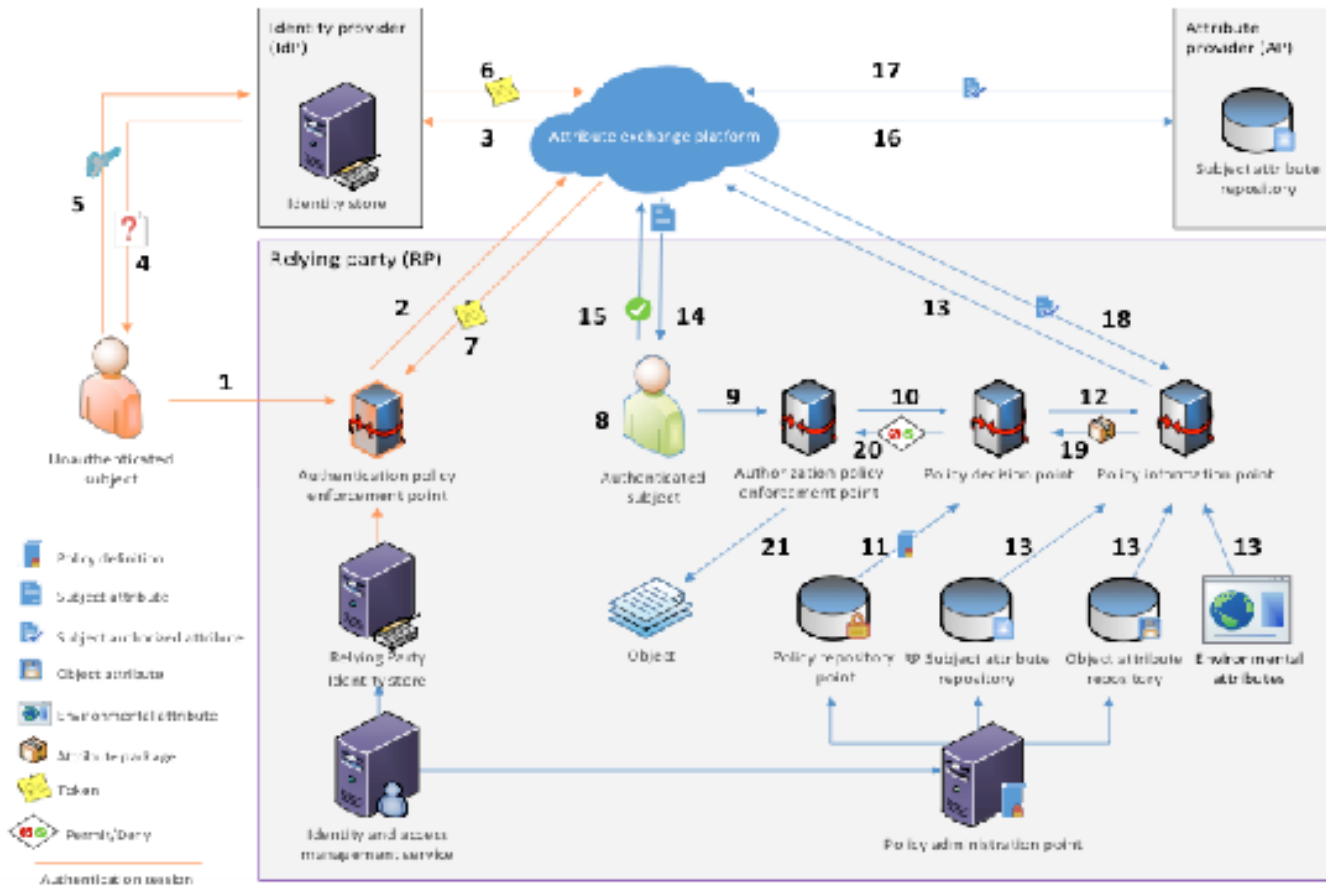 Identity provider
(IdP)
Identity store
6
3
Attribute exchange platform
17
16
Attribute
provider (AP)
Subject attribute
repository
5
4
Relying party (RP)
2
7
15
14
13
18
1
8
9
10
12
20
19
Unauthenticated
subject
Authentication policy
enforcement point
Authenticated
subject
Authorization policy
enforcement point
Policy decision point
Policy information point
21
11
13
13
13
Policy definition
Subject attribute
Subject authorized attribute
Object attribute
Environmental attribute
Attribute package
Token
Permit/Deny
Authentication session
Relying Party
Identity store
Object
Policy repository
point
RP Subject attribute
repository
Object attribute
repository
Environmental
attributes
Identity and access
management service
Policy administration point